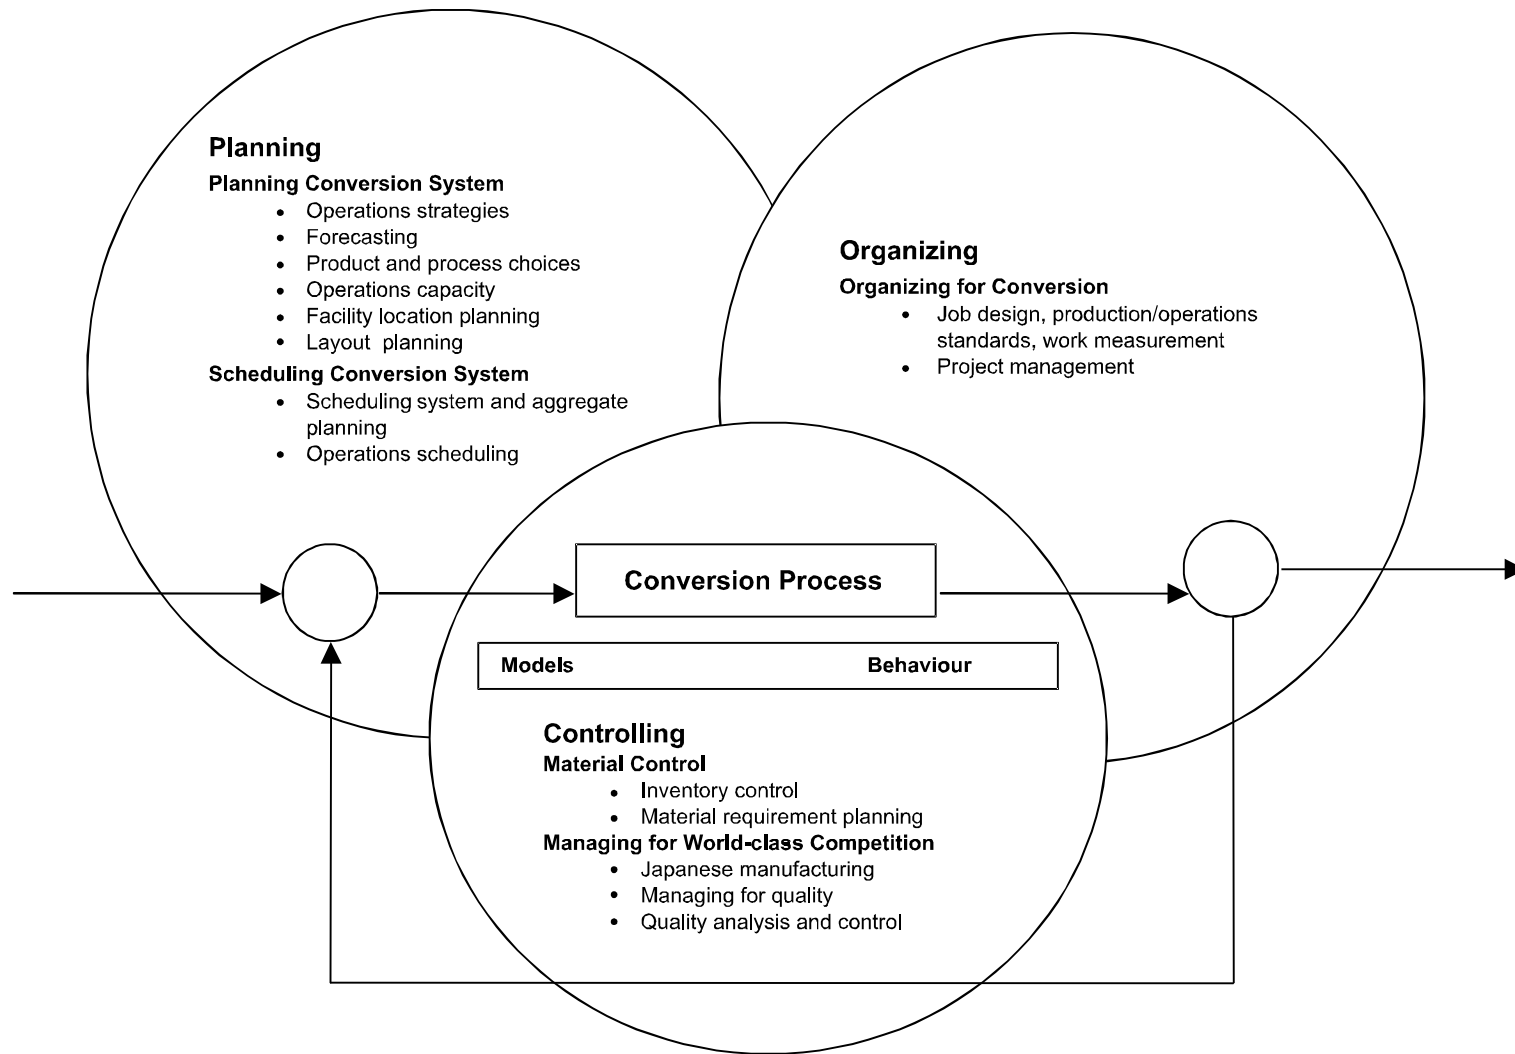 Planning
Planning Conversion System
• Operations strategies
• Forecasting
• Product and process choices
• Operations capacity
• Facility location planning
• Layout planning
Scheduling Conversion System
• Scheduling system and aggregate
planning
• Operations scheduling
Organizing
Organizing for Conversion
• Job design, production/operations
standards, work measurement
• Project management
Conversion Process
Models Behaviour
Controlling
Material Control
• Inventory control
• Material requirement planning
Managing for World-class Competition
• Japanese manufacturing
• Managing for quality
• Quality analysis and control